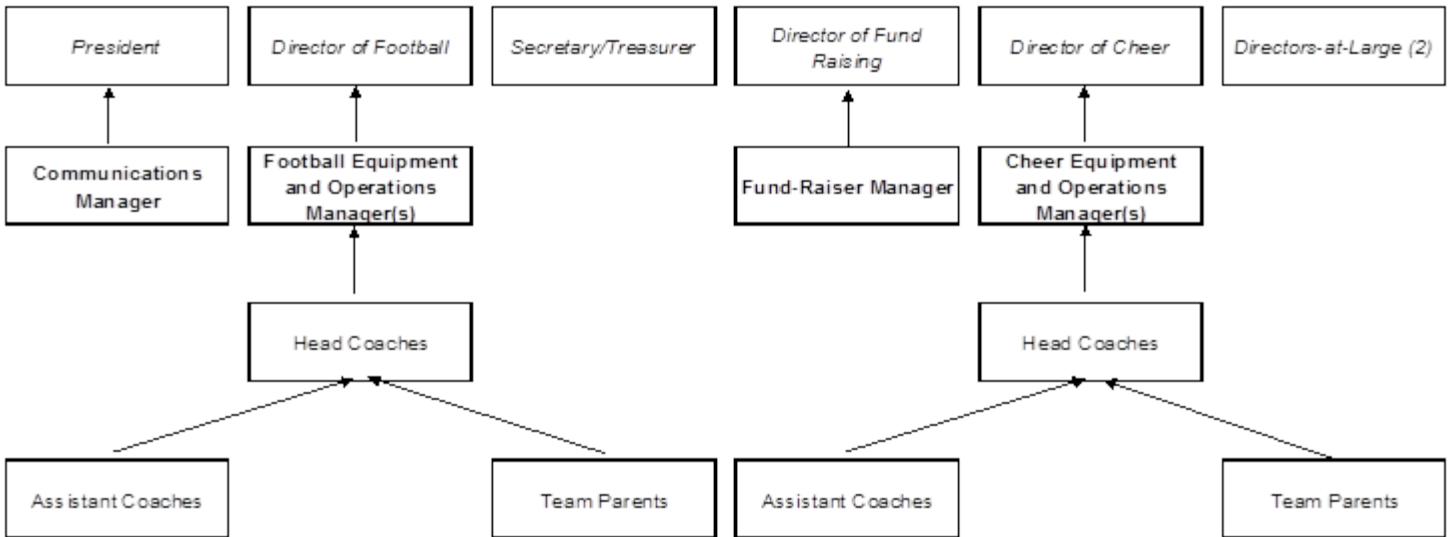 President
Director of Football
Secretary/Treasurer
Director of Fund
Raising
Director of Cheer
Directors-at-Large (2)
Communications
Manager
Football Equipment
and Operations
Manager(s)
Fund-Raiser Manager
Cheer Equipment
and Operations
Manager(s)
Head Coaches
Head Coaches
Assistant Coaches
Team Parents
Assistant Coaches
Team Parents